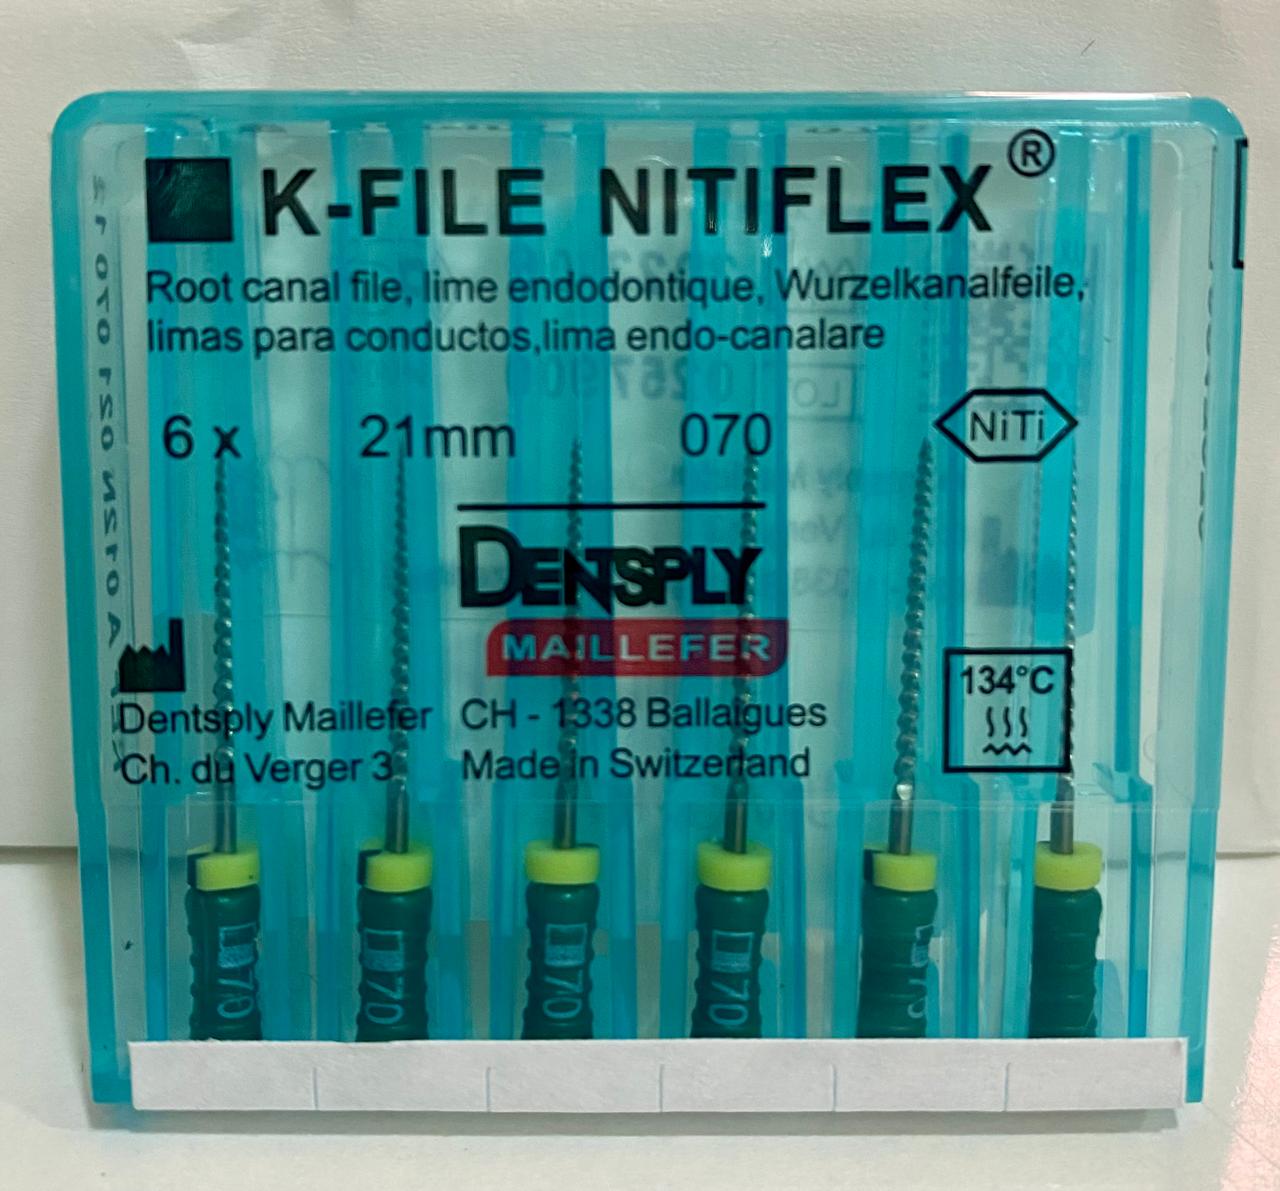 K-FILE NITIFLEX®
Root canal file, lime endodontique, Wurzelkanalfeile,
limas para conductos,lima endo-canalare
6 x 21mm 070 NiTi
DENTSPLY
MAILLEFER
134°C
Dentsply Maillefer CH - 1338 Ballaigues
Ch. du Verger 3 Made in Switzerland
070 070 070 070